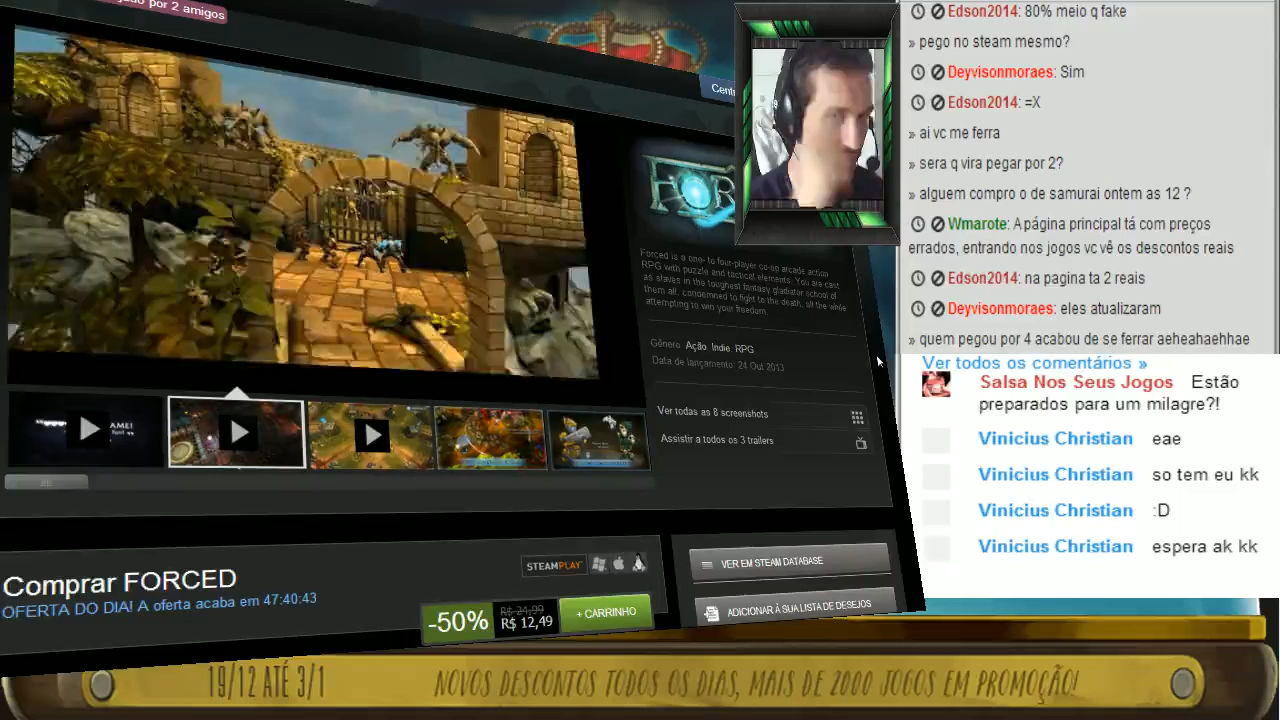 jado por 2 amigos
Cent
FOR
Forced is a one- to four-player co-op arcade action
RPG with puzzle and tactical elements. You are cast
as slaves in the toughest fantasy gladiator school of
them all, condemned to fight to the death, all the while
attempting to win your freedom.
Gênero Ação, Indie, RPG
Data de lançamento: 24 Out 2013
Ver todas as 8 screenshots
Assistir a todos os 3 trailers
Comprar FORCED
OFERTA DO DIA! A oferta acaba em 47:40:43
STEAMPLAY
-50%
R$ 24,99
R$ 12,49
+ CARRINHO
VER EM STEAM DATABASE
ADICIONAR À SUA LISTA DE DESEJOS
19/12 ATÉ 3/1
NOVOS DESCONTOS TODOS OS DIAS, MAIS DE 2000 JOGOS EM PROMOÇÃO!
Edson2014: 80% meio q fake
» pego no steam mesmo?
Deyvisonmoraes: Sim
Edson2014: =X
» ai vc me ferra
» sera q vira pegar por 2?
» alguem compro o de samurai ontem as 12 ?
Wmarote: A página principal tá com preços
errados, entrando nos jogos vc vê os descontos reais
Edson2014: na pagina ta 2 reais
Deyvisonmoraes: eles atualizaram
» quem pegou por 4 acabou de se ferrar aeheahaehhae
Ver todos os comentários »
Salsa Nos Seus Jogos Estão
preparados para um milagre?!
Vinicius Christian eae
Vinicius Christian so tem eu kk
Vinicius Christian :D
Vinicius Christian espera ak kk